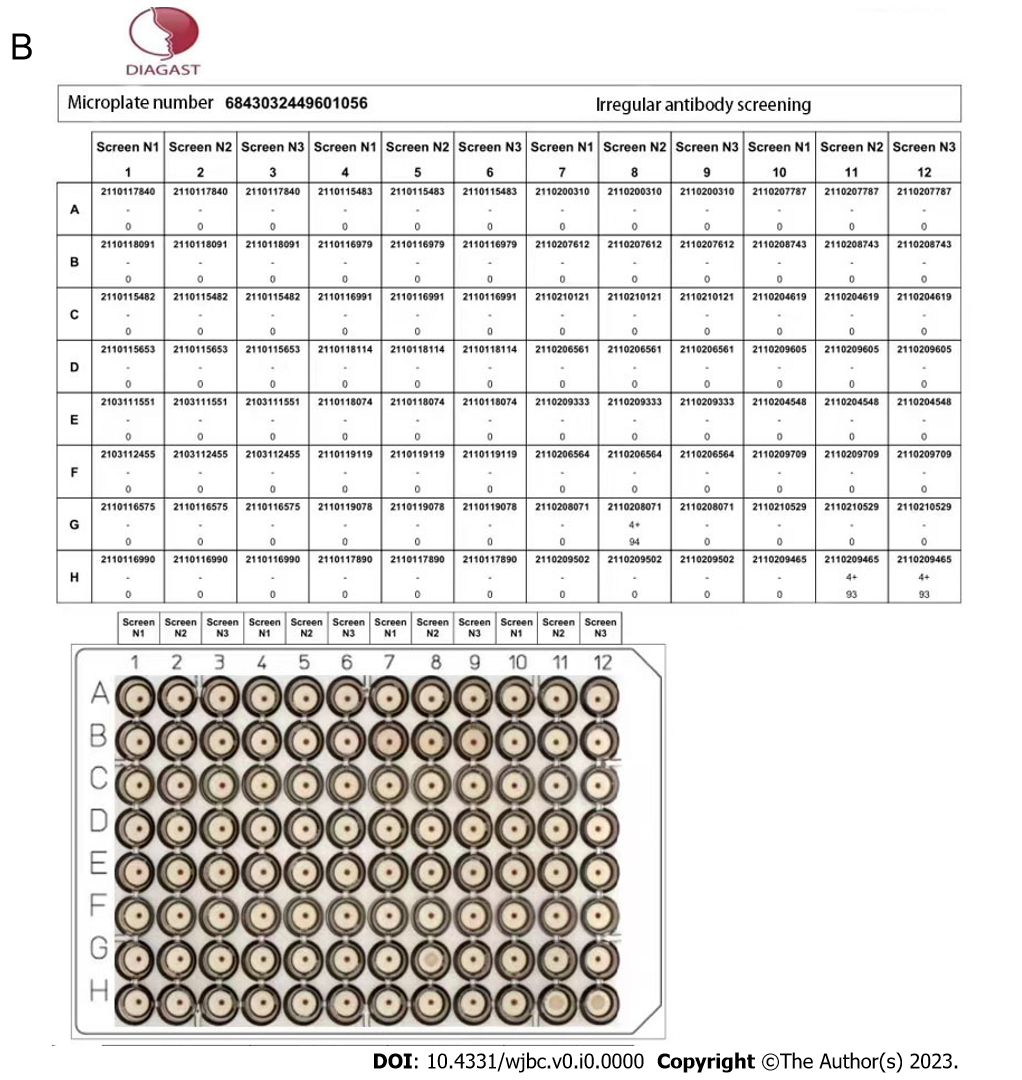 B
DIAGAST
Microplate number 6843032449601056 Irregular antibody screening
Screen N1 Screen N2 Screen N3 Screen N1 Screen N2 Screen N3 Screen N1 Screen N2 Screen N3 Screen N1 Screen N2 Screen N3
1 2 3 4 5 6 7 8 9 10 11 12
2110117840 2110117840 2110117840 2110115483 2110115483 2110115483 2110200310 2110200310 2110200310 2110207787 2110207787 2110207787
A - - - - - - - - - - - -
0 0 0 0 0 0 0 0 0 0 0 0
2110118091 2110118091 2110118091 2110116979 2110116979 2110116979 2110207612 2110207612 2110207612 2110208743 2110208743 2110208743
B - - - - - - - - - - - -
0 0 0 0 0 0 0 0 0 0 0 0
2110115482 2110115482 2110115482 2110116991 2110116991 2110116991 2110210121 2110210121 2110210121 2110204619 2110204619 2110204619
C - - - - - - - - - - - -
0 0 0 0 0 0 0 0 0 0 0 0
2110115653 2110115653 2110115653 2110118114 2110118114 2110118114 2110206561 2110206561 2110206561 2110209605 2110209605 2110209605
D - - - - - - - - - - - -
0 0 0 0 0 0 0 0 0 0 0 0
2103111551 2103111551 2103111551 2110118074 2110118074 2110118074 2110209333 2110209333 2110209333 2110204548 2110204548 2110204548
E - - - - - - - - - - - -
0 0 0 0 0 0 0 0 0 0 0 0
2103112455 2103112455 2103112455 2110119119 2110119119 2110119119 2110206564 2110206564 2110206564 2110209709 2110209709 2110209709
F - - - - - - - - - - - -
0 0 0 0 0 0 0 0 0 0 0 0
2110116575 2110116575 2110116575 2110119078 2110119078 2110119078 2110208071 2110208071 2110208071 2110210529 2110210529 2110210529
G - - - - - - - 4+ - - - -
0 0 0 0 0 0 0 94 0 0 0 0
2110116990 2110116990 2110116990 2110117890 2110117890 2110117890 2110209502 2110209502 2110209502 2110209465 2110209465 2110209465
H - - - - - - - - - - 4+ 4+
0 0 0 0 0 0 0 0 0 0 93 93
Screen Screen Screen Screen Screen Screen Screen Screen Screen Screen Screen Screen
N1 N2 N3 N1 N2 N3 N1 N2 N3 N1 N2 N3
1 2 3 4 5 6 7 8 9 10 11 12
A
B
C
D
E
F
G
H
DOI: 10.4331/wjbc.v0.i0.0000 Copyright ©The Author(s) 2023.